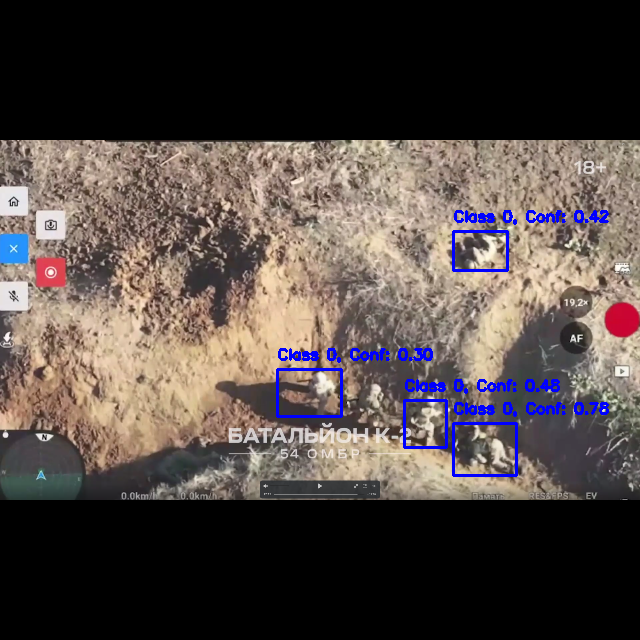 18+
Class 0, Conf: 0.42
19,2×
AF
Class 0, Conf: 0.30
Class 0, Conf: 0.46
Class 0, Conf: 0.78
БАТАЛЬЙОН К-2
54 ОМБР
N
0.0km/h
0.0km/h
EV